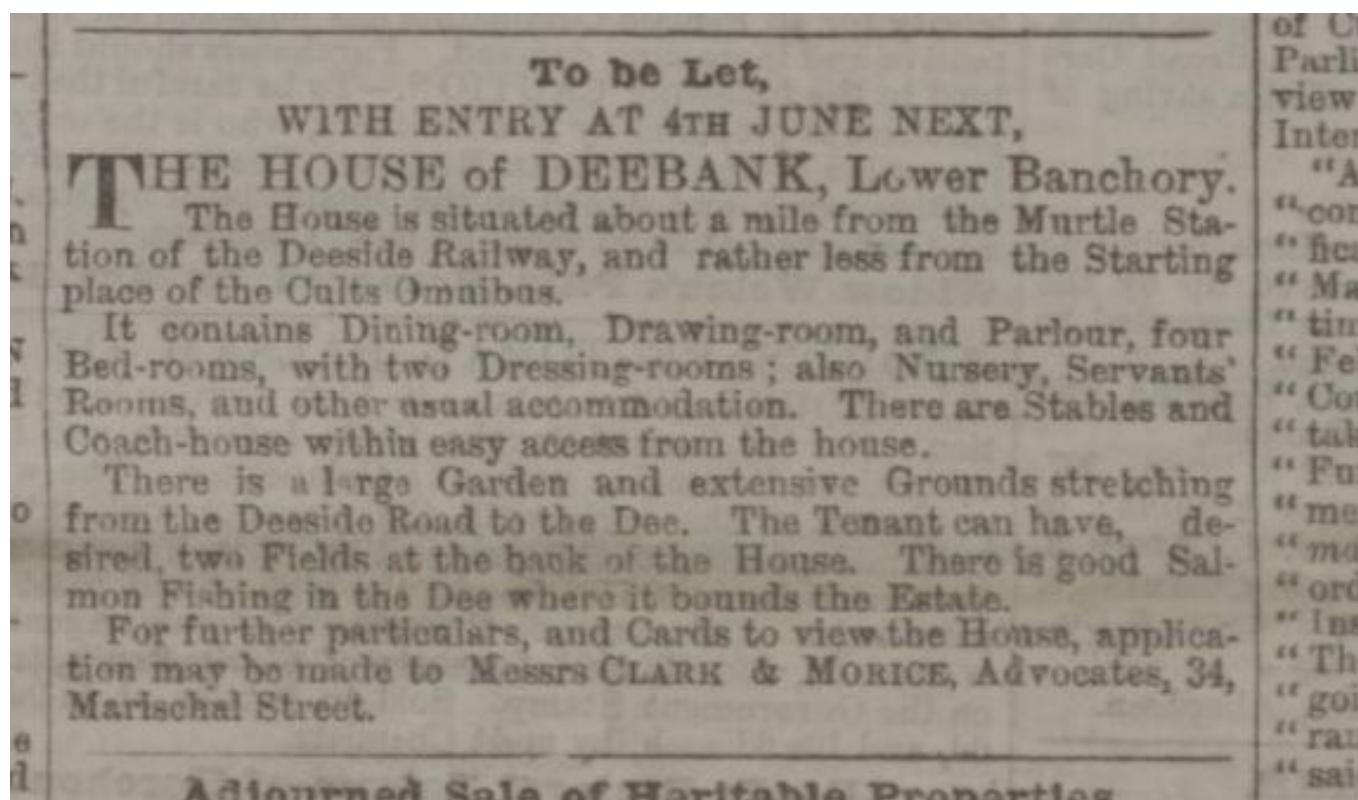 To be Let,
WITH ENTRY AT 4TH JUNE NEXT,
THE HOUSE of DEEBANK, Lower Banchory.
The House is situated about a mile from the Murtle Sta-
tion of the Deeside Railway, and rather less from the Starting
place of the Cults Omnibus.
It contains Dining-room, Drawing-room, and Parlour, four
Bed-rooms, with two Dressing-rooms; also Nursery, Servants'
Rooms, and other usual accommodation. There are Stables and
Coach-house within easy access from the house.
There is a large Garden and extensive Grounds stretching
from the Deeside Road to the Dee. The Tenant can have, de-
sired, two Fields at the back of the House. There is good Sal-
mon Fishing in the Dee where it bounds the Estate.
For further particulars, and Cards to view the House, applica-
tion may be made to Messrs CLARK & MORICE, Advocates, 34,
Marischal Street.
Adjourned Sale of Heritable Properties
of
view
"A
"
"
"
"
"
"
"
"
"
" me
"
"
"
"
"
"
"